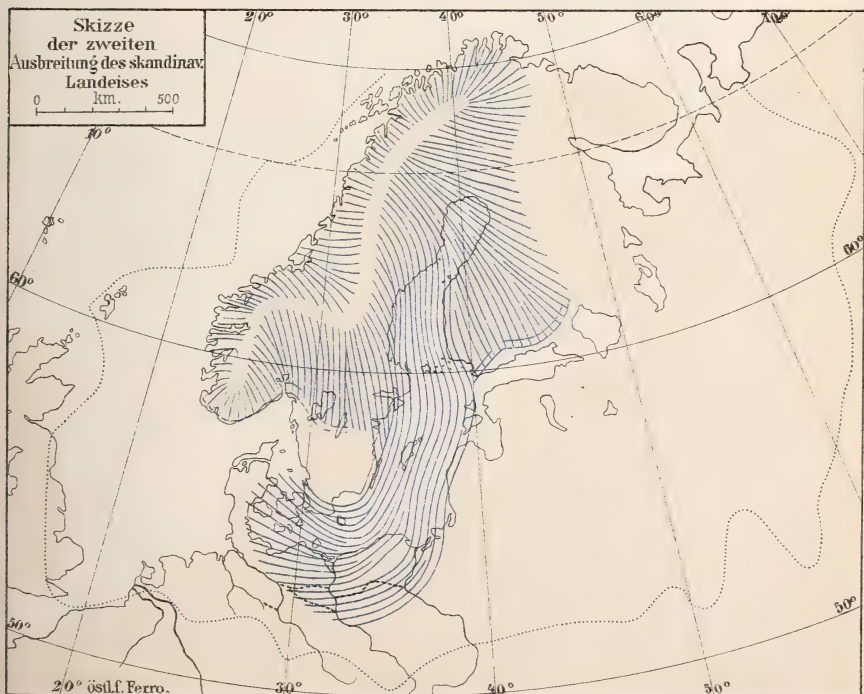 Skizze
der zweiten
Ausbreitung des skandinav.
Landeises
0 km. 500
20° 30° 40° 50° 60° 70°
10°
60° 60°
50° 50°
20° östl.f. Ferro. 30° 40° 50°